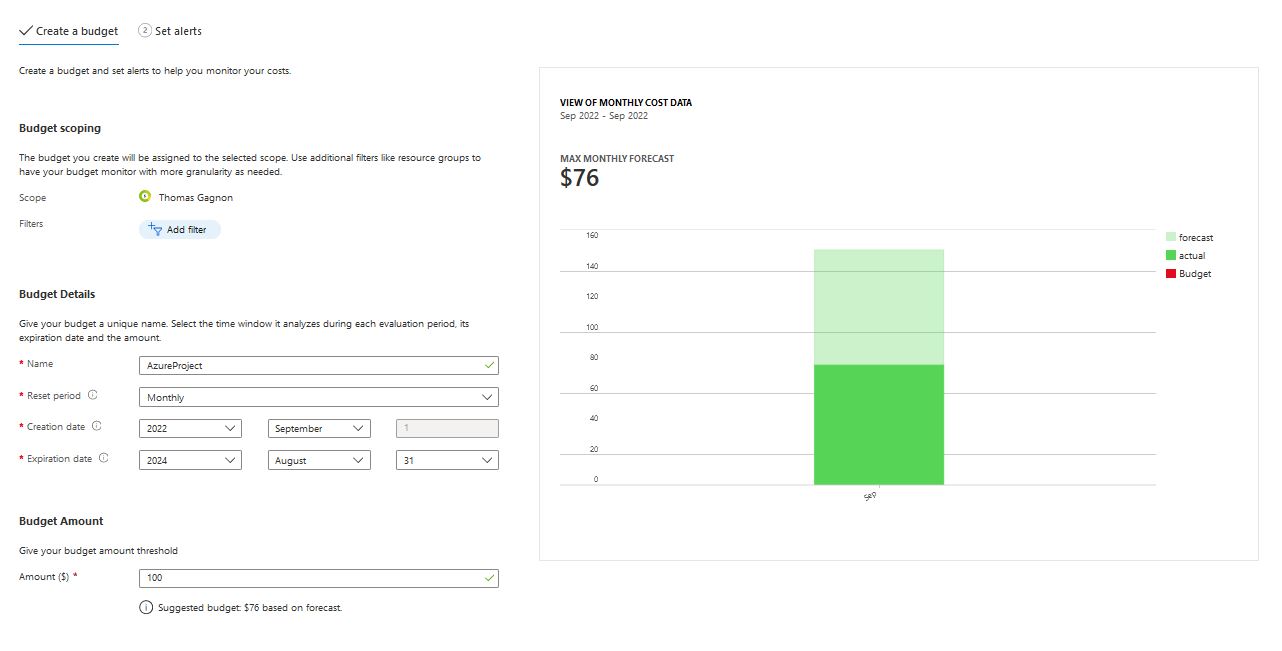 Create a budget
2 Set alerts
Create a budget and set alerts to help you monitor your costs.
Budget scoping
The budget you create will be assigned to the selected scope. Use additional filters like resource groups to
have your budget monitor with more granularity as needed.
Scope Thomas Gagnon
Filters Add filter
Budget Details
Give your budget a unique name. Select the time window it analyzes during each evaluation period, its
expiration date and the amount.
* Name AzureProject
* Reset period Monthly
* Creation date 2022 September 1
* Expiration date 2024 August 31
Budget Amount
Give your budget amount threshold
Amount ($) * 100
Suggested budget: $76 based on forecast.
VIEW OF MONTHLY COST DATA
Sep 2022 - Sep 2022
MAX MONTHLY FORECAST
$76
160
140
120
100
80
60
40
20
0
Sep
forecast
actual
Budget